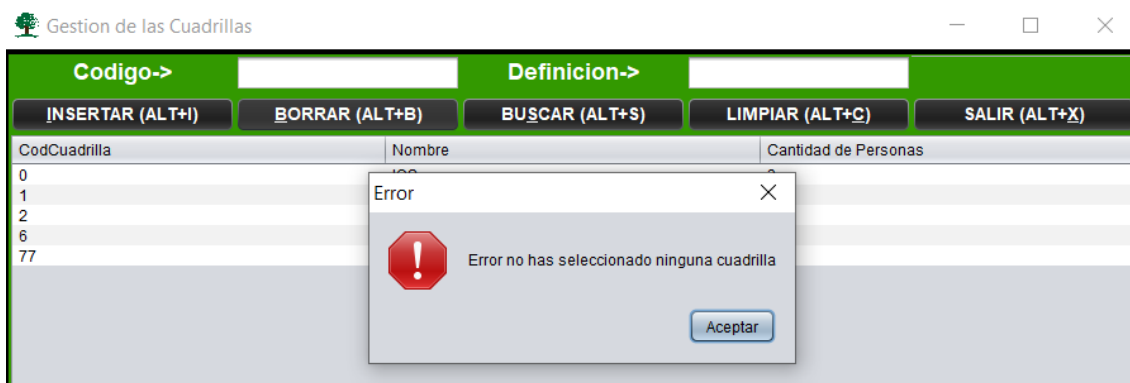 Gestion de las Cuadrillas
Codigo-> Definicion->
INSERTAR (ALT+I) BORRAR (ALT+B) BUSCAR (ALT+S) LIMPIAR (ALT+C) SALIR (ALT+X)
CodCuadrilla Nombre Cantidad de Personas
0
1
2
6
77
Error
Error no has seleccionado ninguna cuadrilla
Aceptar